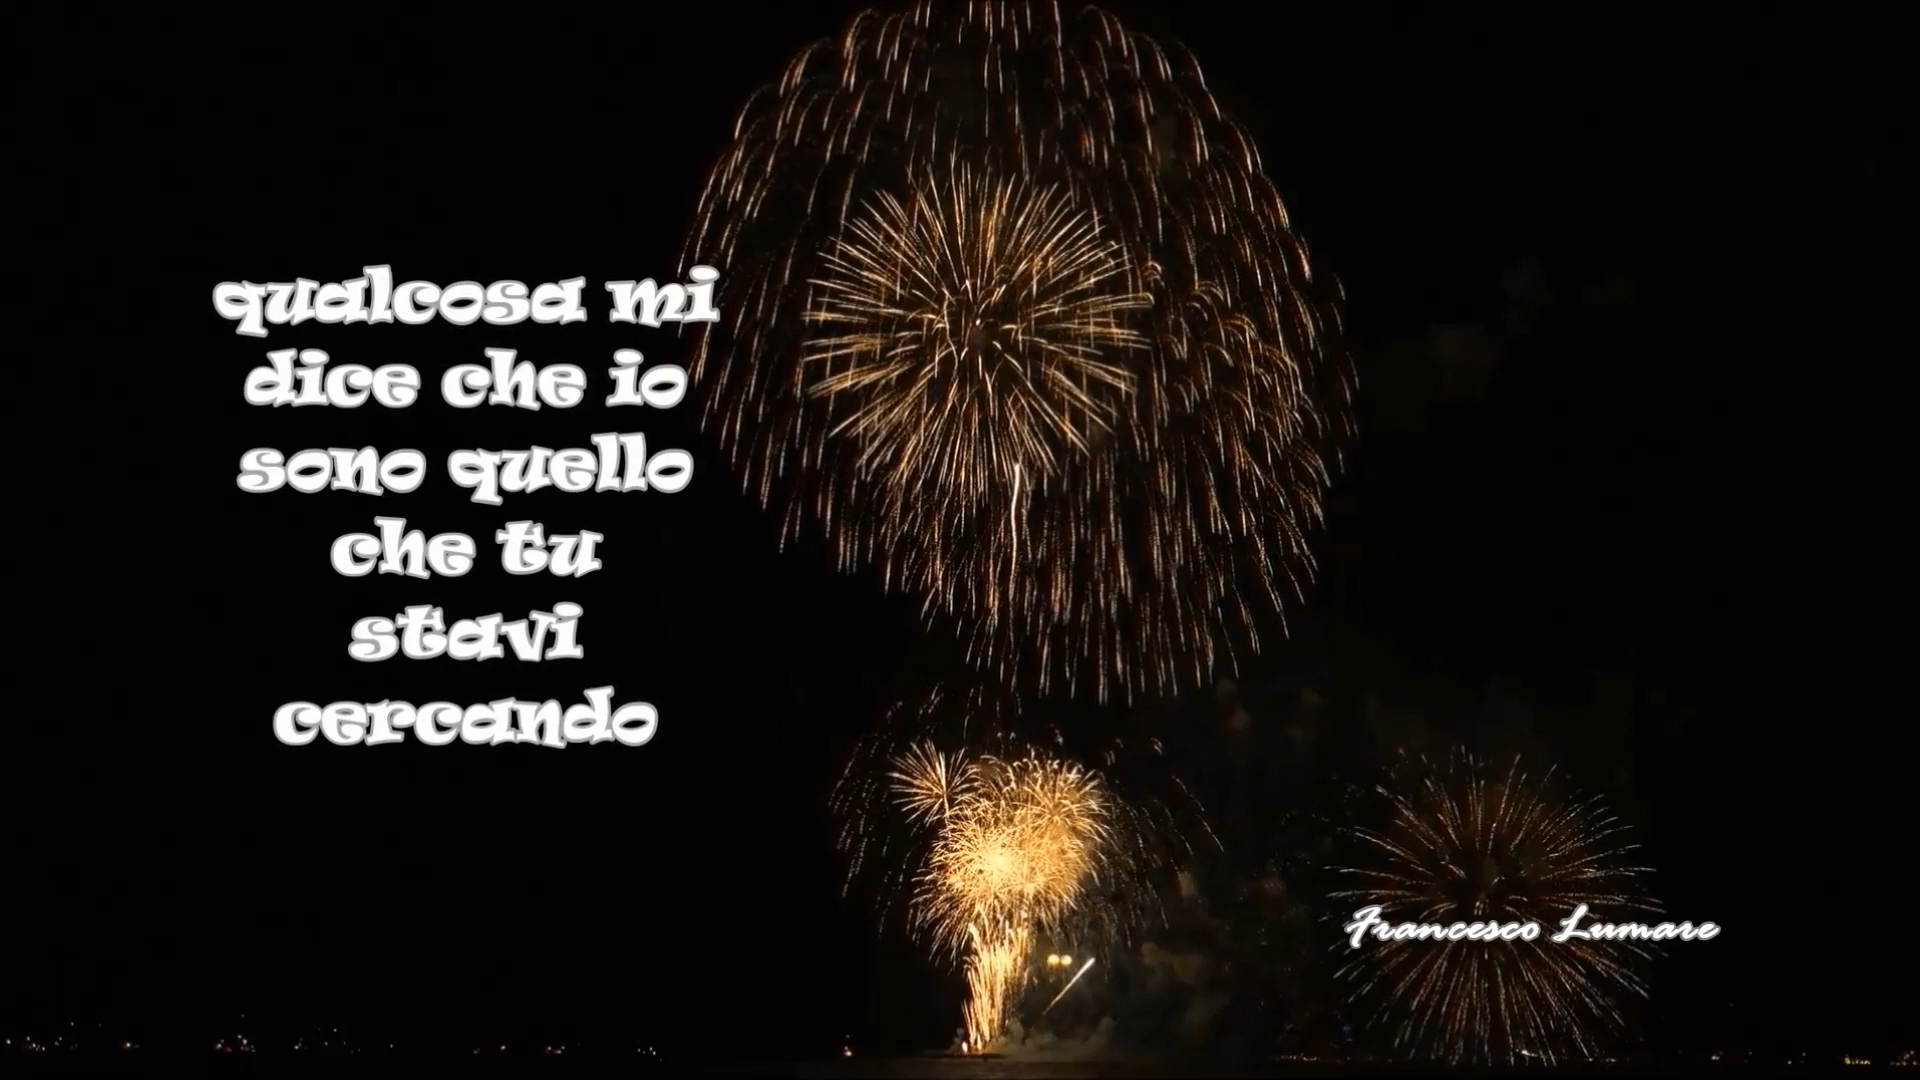 qualcosa mi
dice che io
sono quello
che tu
stavi
cercando
Francesco Lumare